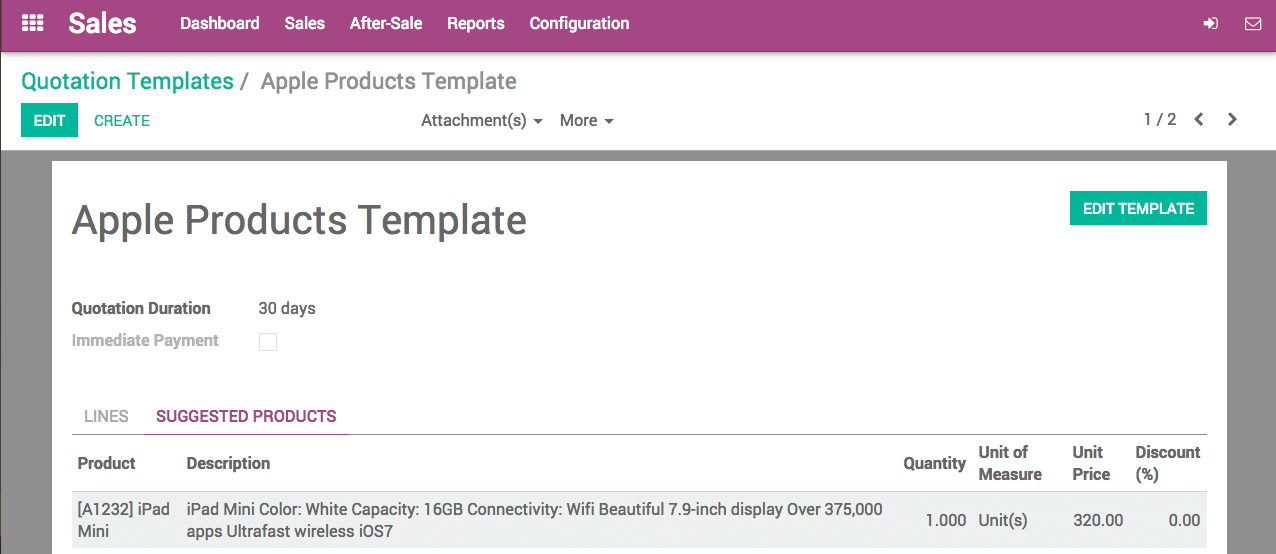 Sales Dashboard Sales After-Sale Reports Configuration
Quotation Templates / Apple Products Template
EDIT CREATE Attachment(s) More 1 / 2
Apple Products Template
EDIT TEMPLATE
Quotation Duration 30 days
Immediate Payment
LINES SUGGESTED PRODUCTS
Product Description Quantity Unit of Measure Unit Price Discount (%)
[A1232] iPad Mini
iPad Mini Color: White Capacity: 16GB Connectivity: Wifi Beautiful 7.9-inch display Over 375,000
apps Ultrafast wireless iOS7
1.000 Unit(s) 320.00 0.00